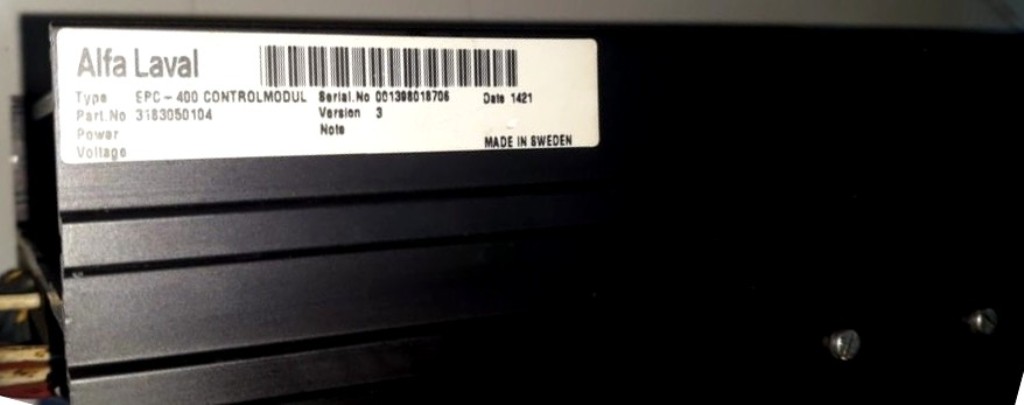 Alfa Laval
Type EPC - 400 CONTROLMODUL Serial.No 001398018706 Date 1421
Part.No 3183050104 Version 3
Power Note
Voltage MADE IN SWEDEN